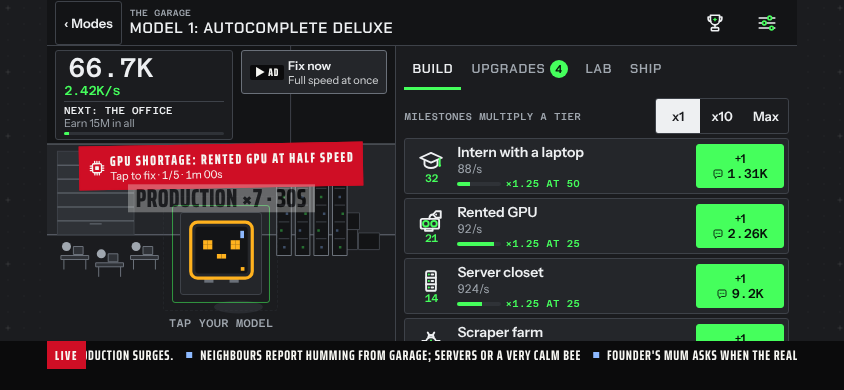 ‹ Modes
THE GARAGE
MODEL 1: AUTOCOMPLETE DELUXE
66.7K
2.42K/s
NEXT: THE OFFICE
Earn 15M in all
AD
Fix now
Full speed at once
GPU SHORTAGE: RENTED GPU AT HALF SPEED
Tap to fix · 1/5 · 1m 00s
PRODUCTION ×7 · 30S
TAP YOUR MODEL
BUILD
UPGRADES 4
LAB
SHIP
MILESTONES MULTIPLY A TIER
x1
x10
Max
Intern with a laptop
88/s
32
×1.25 AT 50
+1
1.31K
Rented GPU
92/s
21
×1.25 AT 25
+1
2.26K
Server closet
924/s
14
×1.25 AT 25
+1
9.2K
Scraper farm
+1
LIVE
DUCTION SURGES. ■ NEIGHBOURS REPORT HUMMING FROM GARAGE; SERVERS OR A VERY CALM BEE ■ FOUNDER'S MUM ASKS WHEN THE REAL